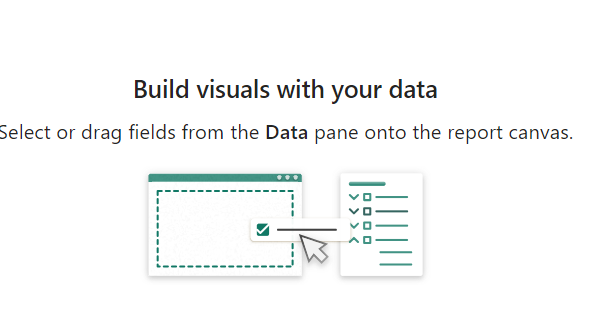 Build visuals with your data
Select or drag fields from the Data pane onto the report canvas.